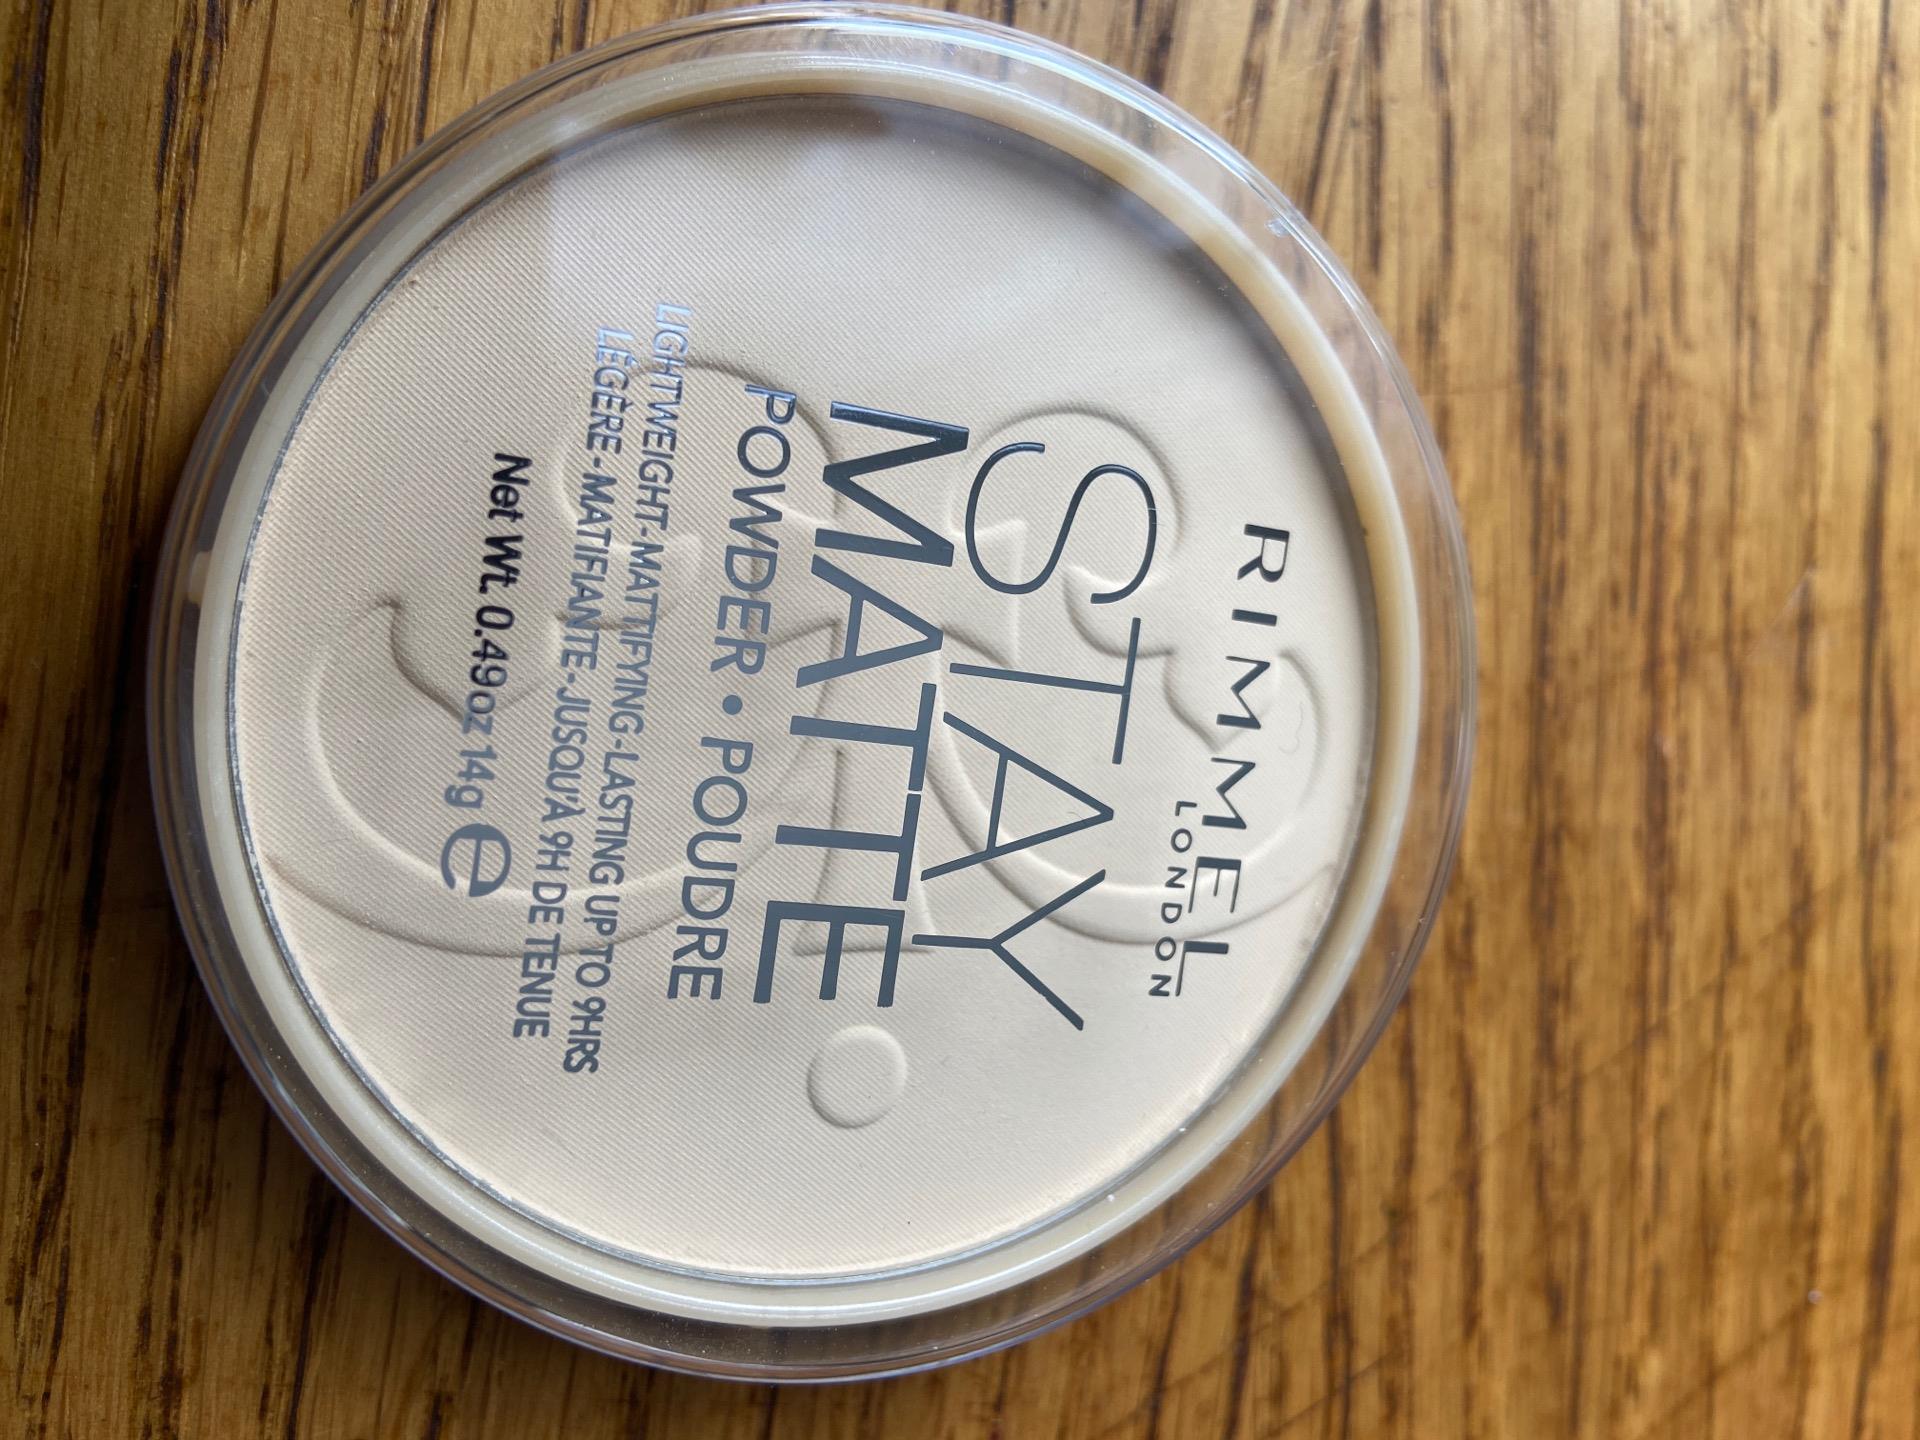 RIMMEL
LONDON
STAY
MATTE
POWDER • POUDRE
LIGHTWEIGHT-MATTIFYING-LASTING UP TO 9HRS
LÉGÈRE-MATIFIANTE-JUSQU'À 9H DE TENUE
Net Wt. 0.49oz 14g e